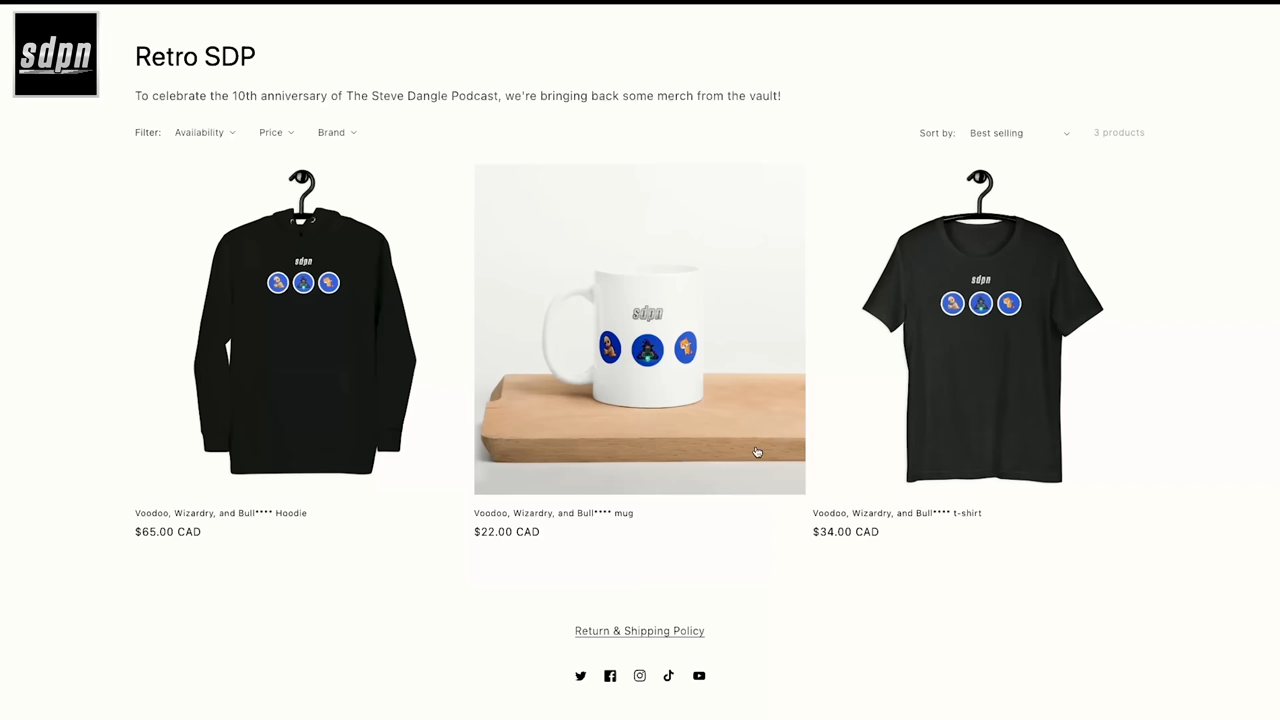 sdpn
Retro SDP
To celebrate the 10th anniversary of The Steve Dangle Podcast, we're bringing back some merch from the vault!
Filter: Availability Price Brand
Sort by: Best selling 3 products
sdpn
sdpn
sdpn
Voodoo, Wizardry, and Bull**** Hoodie
$65.00 CAD
Voodoo, Wizardry, and Bull**** mug
$22.00 CAD
Voodoo, Wizardry, and Bull**** t-shirt
$34.00 CAD
Return & Shipping Policy